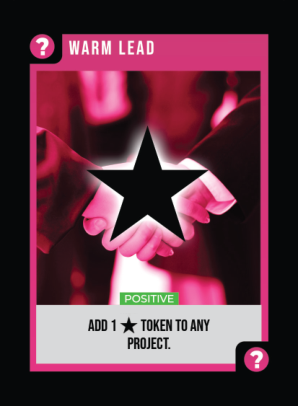 ?
WARM LEAD
POSITIVE
ADD 1 ★ TOKEN TO ANY
PROJECT.
?